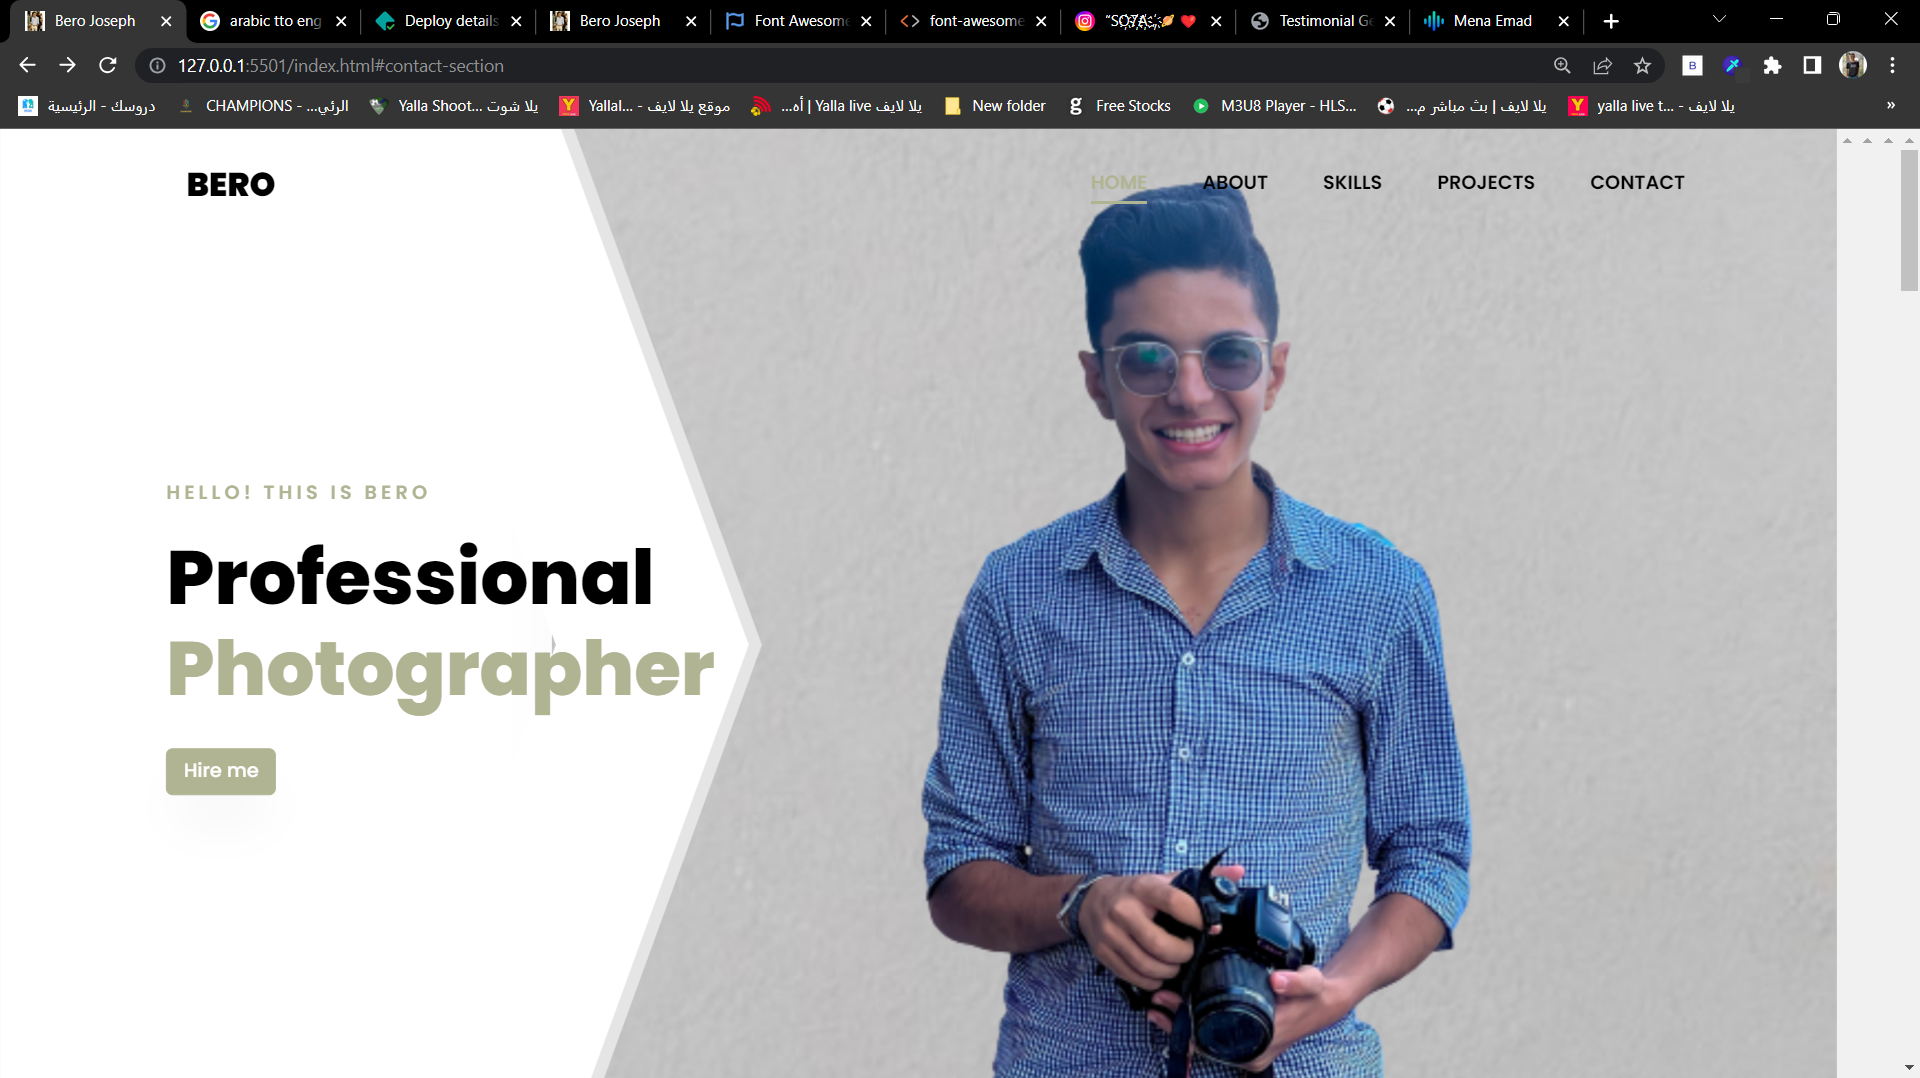 Bero Joseph
arabic tto eng
Deploy details
Bero Joseph
Font Awesome
font-awesome
Testimonial Ge
Mena Emad
127.0.0.1:5501/index.html#contact-section
دروسك - الرئيسية
CHAMPIONS - ...الرئي
Yalla Shoot... يلا شوت
Yallal... - موقع يلا لايف
يلا لايف Yalla live | أه...
New folder
Free Stocks
M3U8 Player - HLS...
يلا لايف | بث مباشر م...
yalla live t... - يلا لايف
BERO
HOME
ABOUT
SKILLS
PROJECTS
CONTACT
HELLO! THIS IS BERO
Professional
Photographer
Hire me